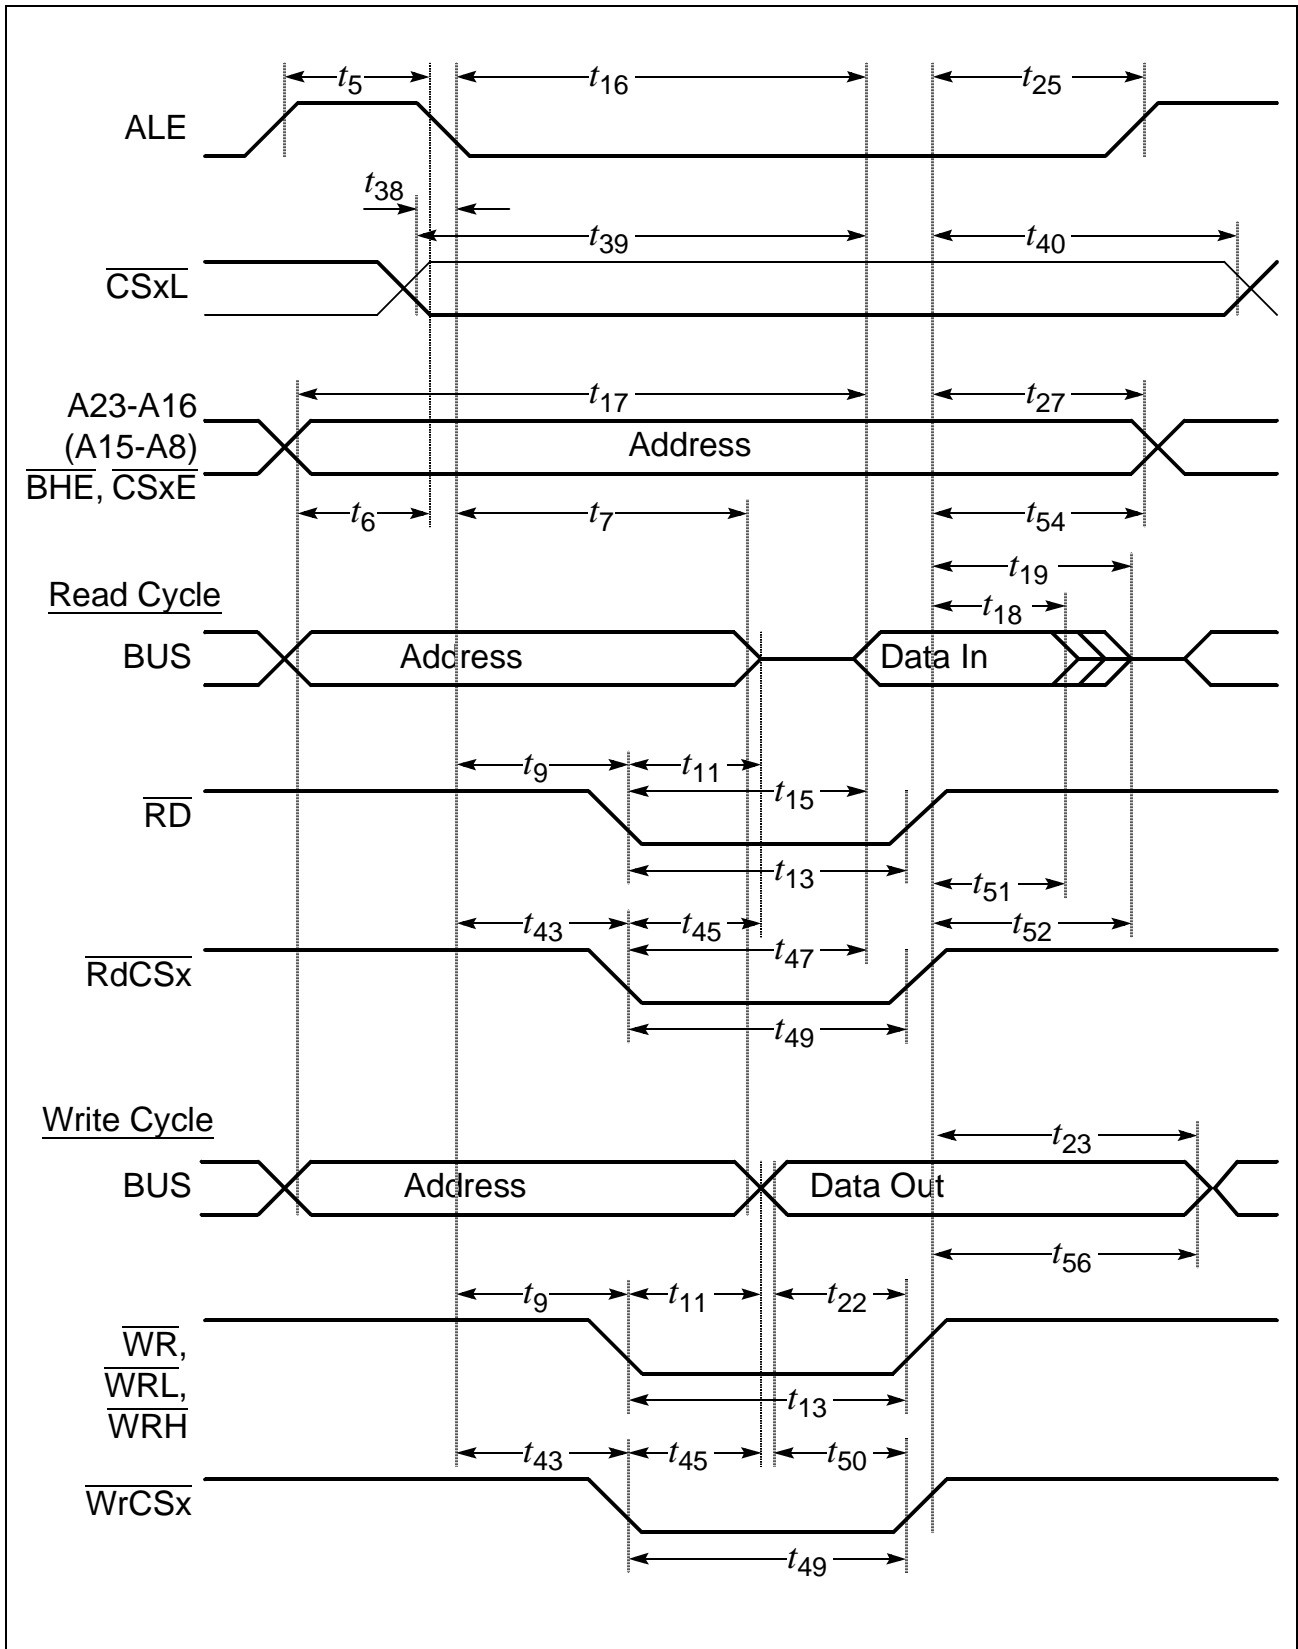 t5 t16 t25
ALE
t38
t39 t40
CSxL
t17 t27
A23-A16
(A15-A8) Address
BHE, CSxE
t6 t7 t54
t19
Read Cycle
t18
BUS Address Data In
t9 t11
t15
RD
t13
t51
t43 t45 t52
t47
RdCSx
t49
Write Cycle
t23
BUS Address Data Out
t56
t9 t11 t22
WR,
WRL,
t13
WRH
t43 t45 t50
WrCSx
t49